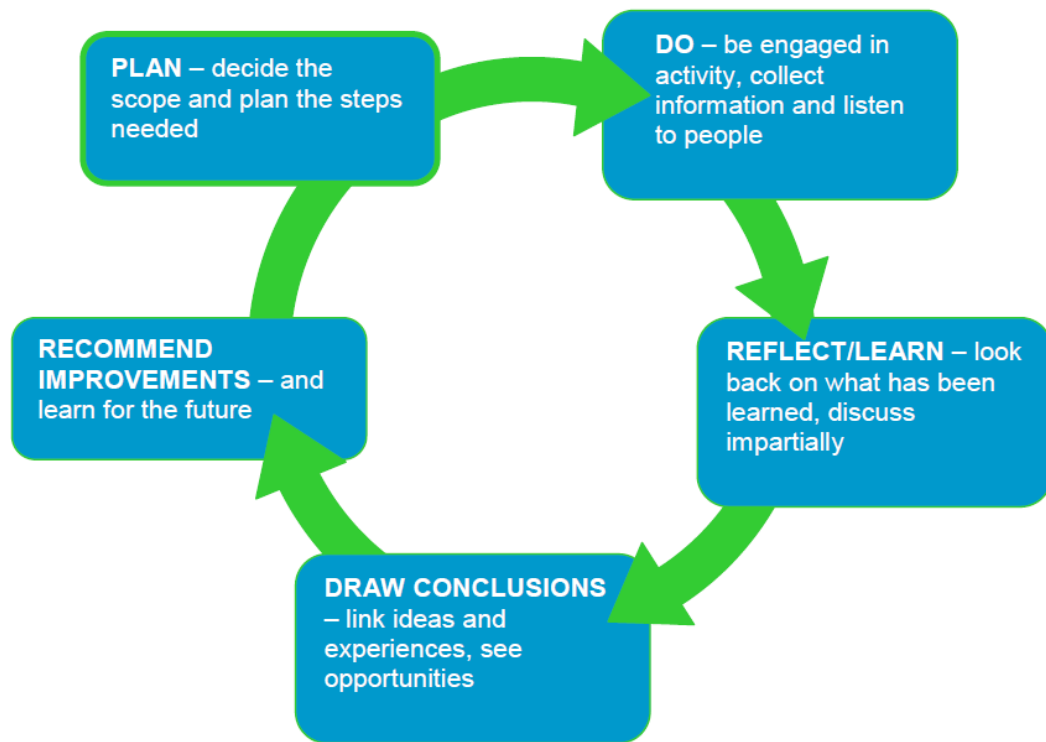 PLAN – decide the
scope and plan the steps
needed
DO – be engaged in
activity, collect
information and listen
to people
REFLECT/LEARN – look
back on what has been
learned, discuss
impartially
DRAW CONCLUSIONS
– link ideas and
experiences, see
opportunities
RECOMMEND
IMPROVEMENTS – and
learn for the future